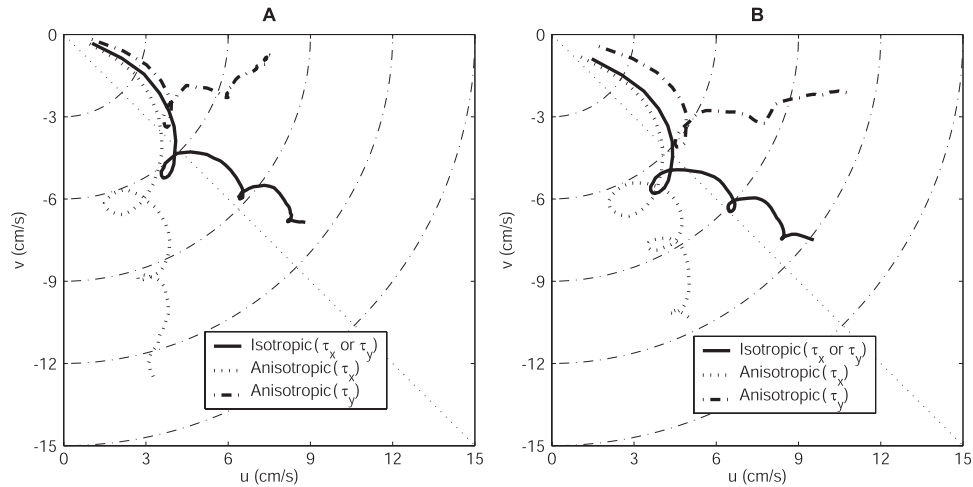 A
0
-3
-6
-9
-12
-15
v (cm/s)
Isotropic(τx or τy)
Anisotropic(τx)
Anisotropic(τy)
0 3 6 9 12 15
u (cm/s)
B
0
-3
-6
-9
-12
-15
v (cm/s)
Isotropic(τx or τy)
Anisotropic(τx)
Anisotropic(τy)
0 3 6 9 12 15
u (cm/s)